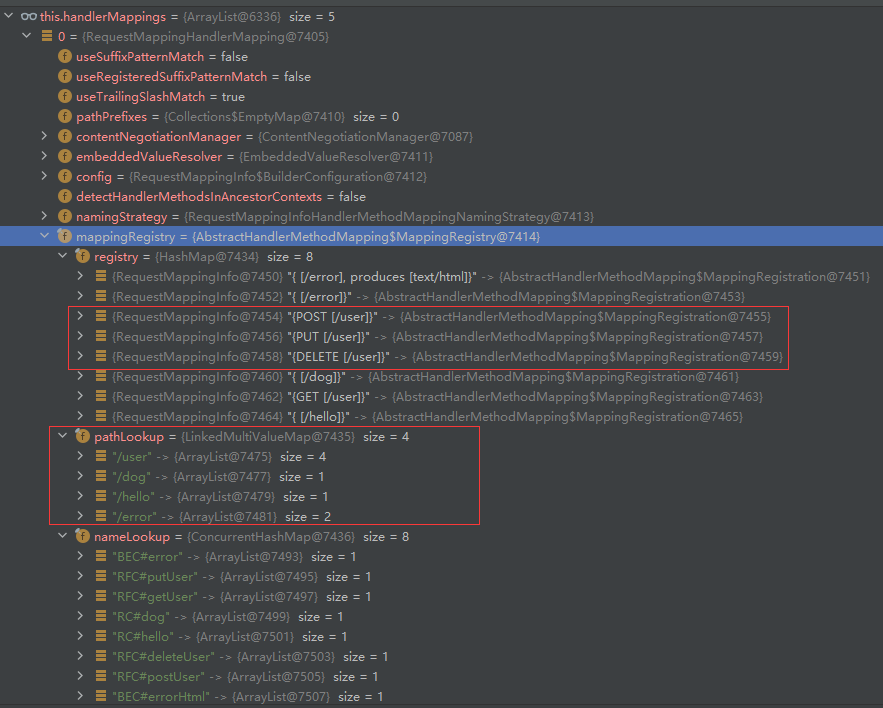 this.handlerMappings = {ArrayList@6336} size = 5
0 = {RequestMappingHandlerMapping@7405}
useSuffixPatternMatch = false
useRegisteredSuffixPatternMatch = false
useTrailingSlashMatch = true
pathPrefixes = {Collections$EmptyMap@7410} size = 0
contentNegotiationManager = {ContentNegotiationManager@7087}
embeddedValueResolver = {EmbeddedValueResolver@7411}
config = {RequestMappingInfo$BuilderConfiguration@7412}
detectHandlerMethodsInAncestorContexts = false
namingStrategy = {RequestMappingInfoHandlerMethodMappingNamingStrategy@7413}
mappingRegistry = {AbstractHandlerMethodMapping$MappingRegistry@7414}
registry = {HashMap@7434} size = 8
{RequestMappingInfo@7450} "{ [/error], produces [text/html]}" -> {AbstractHandlerMethodMapping$MappingRegistration@7451}
{RequestMappingInfo@7452} "{ [/error]}" -> {AbstractHandlerMethodMapping$MappingRegistration@7453}
{RequestMappingInfo@7454} "{POST [/user]}" -> {AbstractHandlerMethodMapping$MappingRegistration@7455}
{RequestMappingInfo@7456} "{PUT [/user]}" -> {AbstractHandlerMethodMapping$MappingRegistration@7457}
{RequestMappingInfo@7458} "{DELETE [/user]}" -> {AbstractHandlerMethodMapping$MappingRegistration@7459}
{RequestMappingInfo@7460} "{ [/dog]}" -> {AbstractHandlerMethodMapping$MappingRegistration@7461}
{RequestMappingInfo@7462} "{GET [/user]}" -> {AbstractHandlerMethodMapping$MappingRegistration@7463}
{RequestMappingInfo@7464} "{ [/hello]}" -> {AbstractHandlerMethodMapping$MappingRegistration@7465}
pathLookup = {LinkedMultiValueMap@7435} size = 4
"/user" -> {ArrayList@7475} size = 4
"/dog" -> {ArrayList@7477} size = 1
"/hello" -> {ArrayList@7479} size = 1
"/error" -> {ArrayList@7481} size = 2
nameLookup = {ConcurrentHashMap@7436} size = 8
"BEC#error" -> {ArrayList@7493} size = 1
"RFC#putUser" -> {ArrayList@7495} size = 1
"RFC#getUser" -> {ArrayList@7497} size = 1
"RC#dog" -> {ArrayList@7499} size = 1
"RC#hello" -> {ArrayList@7501} size = 1
"RFC#deleteUser" -> {ArrayList@7503} size = 1
"RFC#postUser" -> {ArrayList@7505} size = 1
"BEC#errorHtml" -> {ArrayList@7507} size = 1